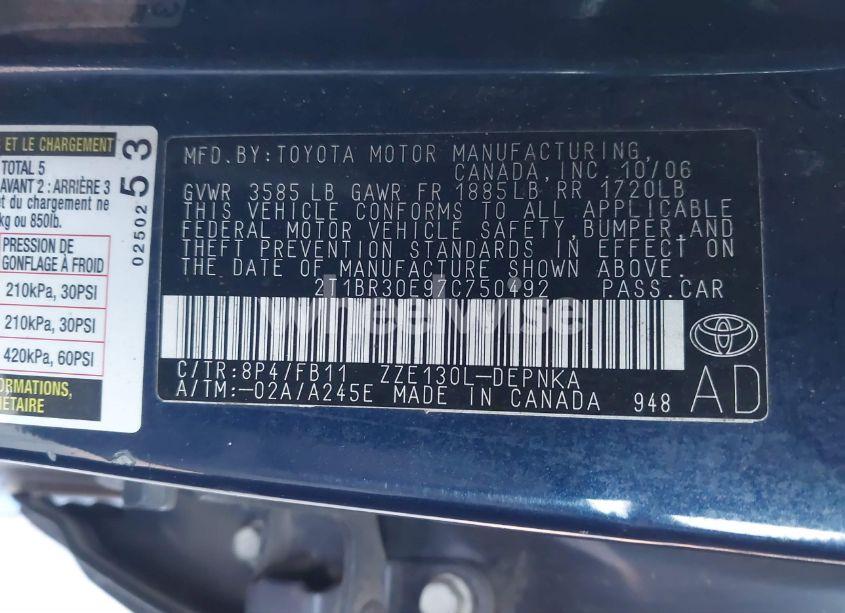 ET LE CHARGEMENT
TOTAL 5
AVANT 2 : ARRIÈRE 3
et du chargement ne
kg ou 850lb.
PRESSION DE
GONFLAGE À FROID
210kPa, 30PSI
210kPa, 30PSI
420kPa, 60PSI
0250253
MFD. BY: TOYOTA MOTOR MANUFACTURING,
CANADA, INC. 10/06
GVWR 3585 LB GAWR FR 1885LB RR 1720LB
THIS VEHICLE CONFORMS TO ALL APPLICABLE
FEDERAL MOTOR VEHICLE SAFETY, BUMPER, AND
THEFT PREVENTION STANDARDS IN EFFECT ON
THE DATE OF MANUFACTURE SHOWN ABOVE.
2T1BR30E97C750492 PASS. CAR
wheelwise
C/TR: 8P4/FB11 ZZE130L-DEPNKA
A/TM: -02A/A245E MADE IN CANADA 948
AD